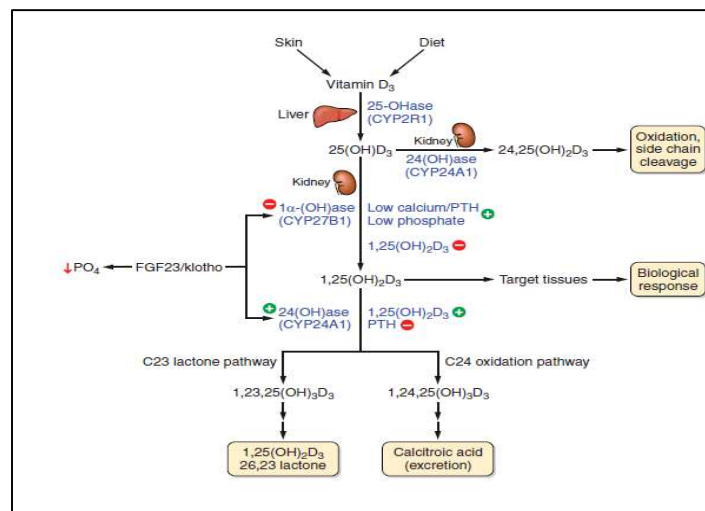 Skin
Diet
Vitamin D₃
Liver
25-OHase
(CYP2R1)
25(OH)D₃
Kidney
24(OH)ase
(CYP24A1)
24,25(OH)₂D₃
Oxidation,
side chain
cleavage
Kidney
1α-(OH)ase
(CYP27B1)
Low calcium/PTH
Low phosphate
1,25(OH)₂D₃
↓PO₄
FGF23/klotho
1,25(OH)₂D₃
Target tissues
Biological
response
24(OH)ase
(CYP24A1)
1,25(OH)₂D₃
PTH
C23 lactone pathway
C24 oxidation pathway
1,23,25(OH)₃D₃
1,24,25(OH)₃D₃
1,25(OH)₂D₃
26,23 lactone
Calcitroic acid
(excretion)